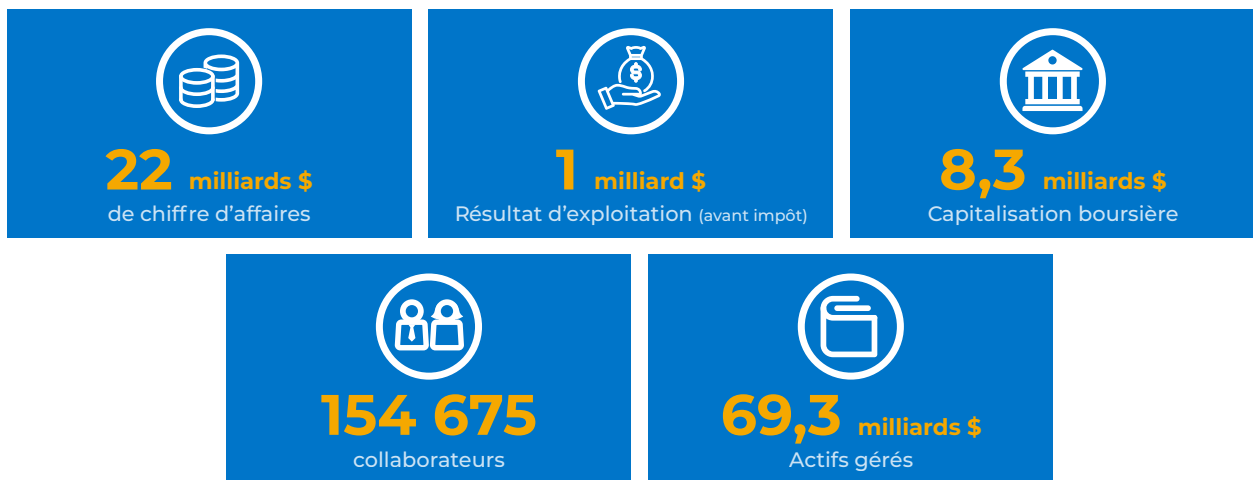 22 milliards $
de chiffre d'affaires
1 milliard $
Résultat d'exploitation (avant impôt)
8,3 milliards $
Capitalisation boursière
154 675
collaborateurs
69,3 milliards $
Actifs gérés